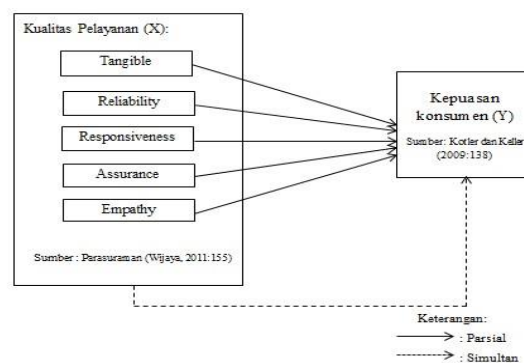 Kualitas Pelayanan (X):
Tangible
Reliability
Responsiveness
Assurance
Empathy
Sumber : Parasuraman (Wijaya, 2011:155)
Kepuasan
konsumen (Y)
Sumber: Kotler dan Keller
(2009:138)
Keterangan:
: Parsial
: Simultan